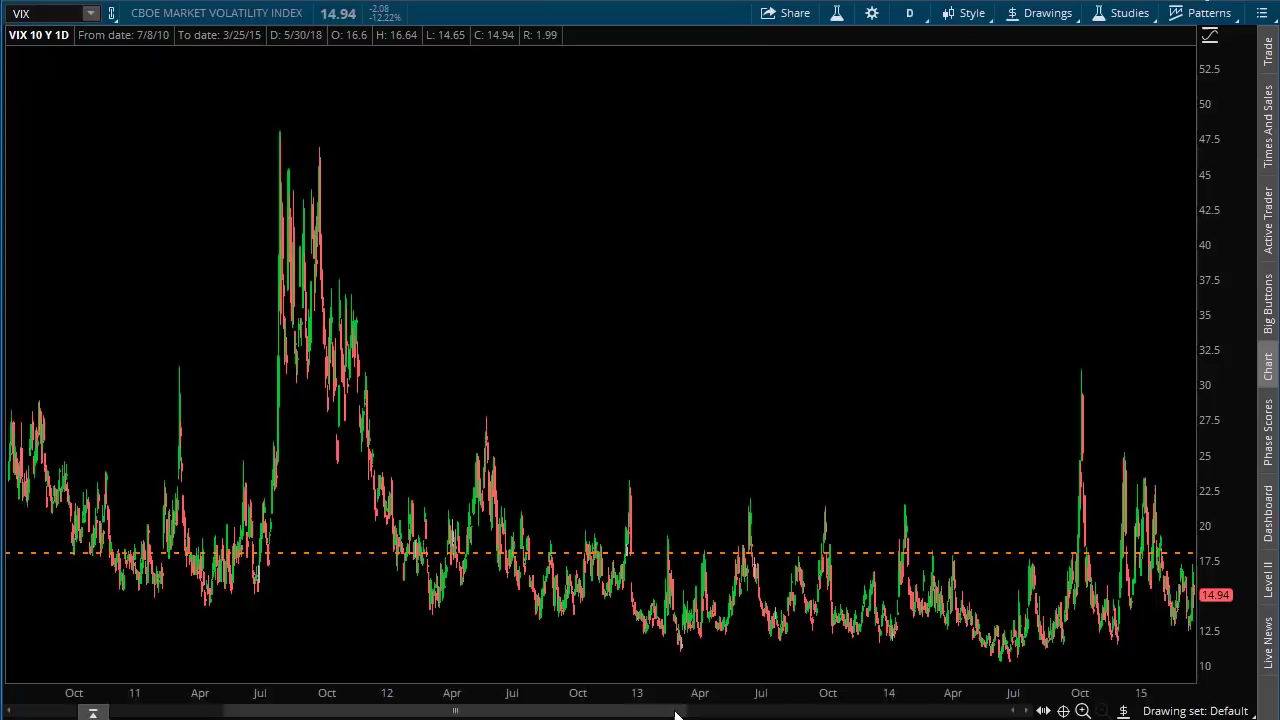 VIX CBOE MARKET VOLATILITY INDEX 14.94 -2.08 -12.22% Share D Style Drawings Studies Patterns
VIX 10 Y 1D From date: 7/8/10 To date: 3/25/15 D: 5/30/18 O: 16.6 H: 16.64 L: 14.65 C: 14.94 R: 1.99
52.5
50
47.5
45
42.5
40
37.5
35
32.5
30
27.5
25
22.5
20
17.5
14.94
12.5
10
Oct 11 Apr Jul Oct 12 Apr Jul Oct 13 Apr Jul Oct 14 Apr Jul Oct 15
Drawing set: Default
Trade
Times And Sales
Active Trader
Big Buttons
Chart
Phase Scores
Dashboard
Level II
Live News